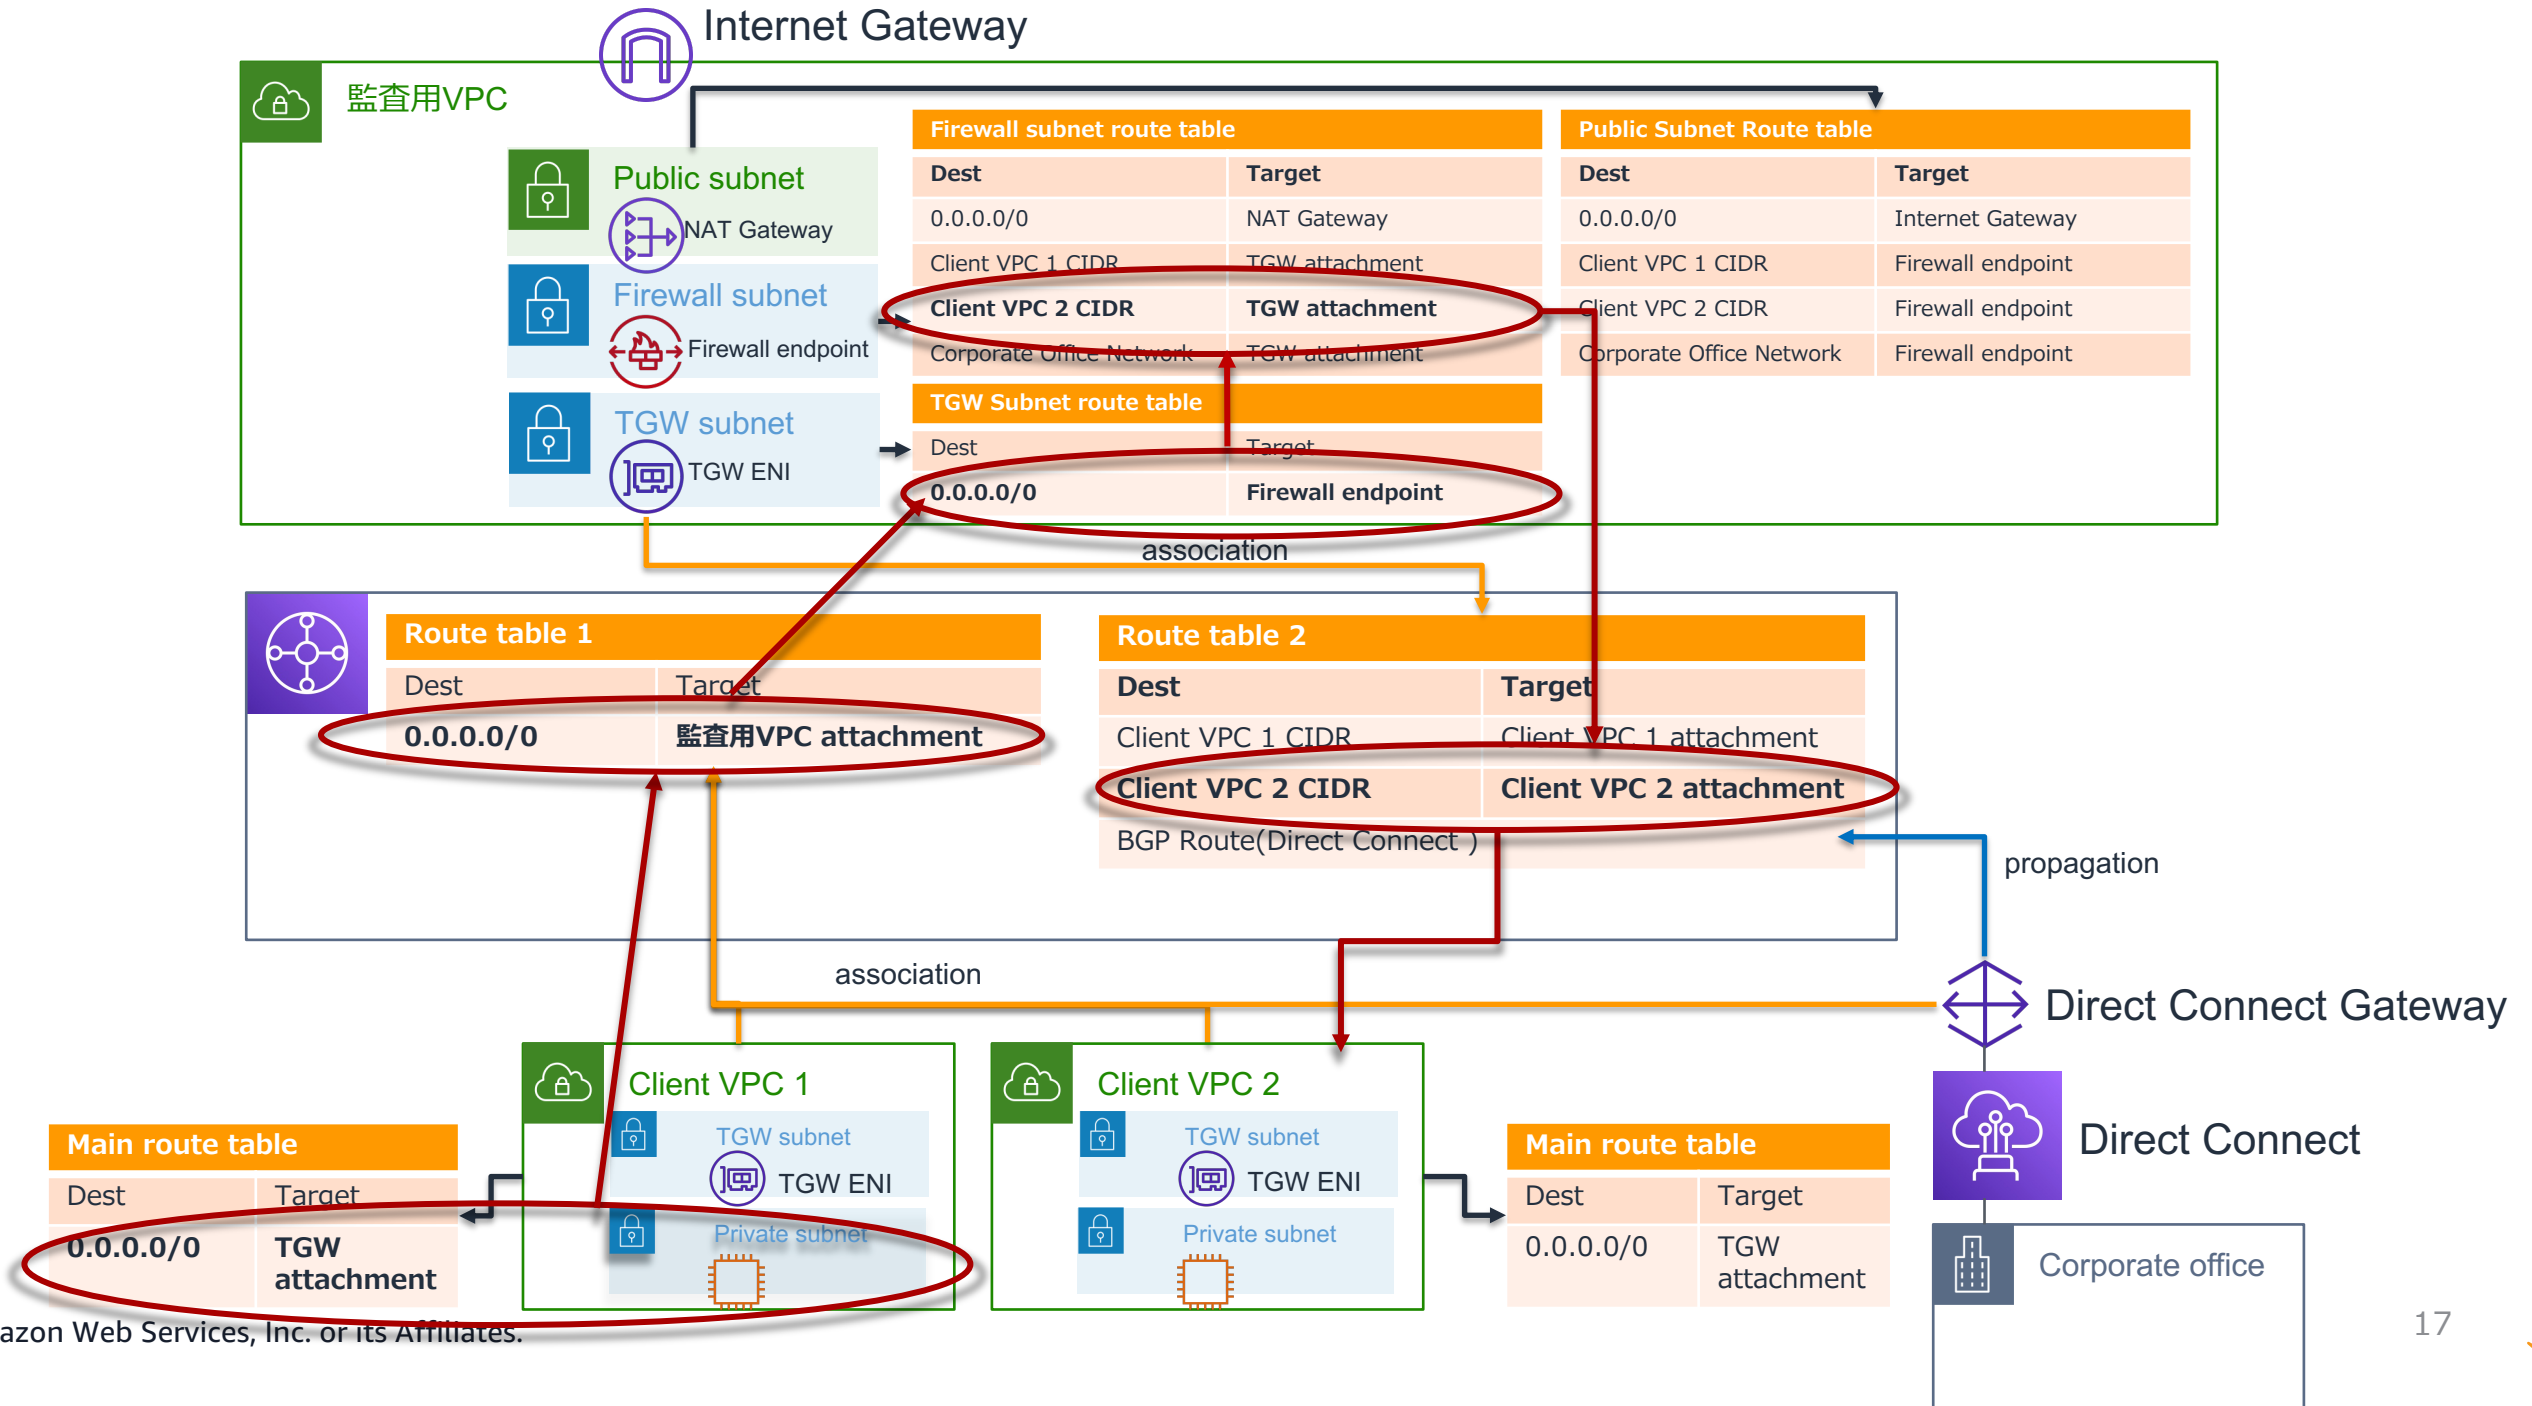 Internet Gateway
監査用VPC
Public subnet
NAT Gateway
Firewall subnet
Firewall endpoint
TGW subnet
TGW ENI
Firewall subnet route table
Dest Target
0.0.0.0/0 NAT Gateway
Client VPC 1 CIDR TGW attachment
Client VPC 2 CIDR TGW attachment
Corporate Office Network TGW attachment
Public Subnet Route table
Dest Target
0.0.0.0/0 Internet Gateway
Client VPC 1 CIDR Firewall endpoint
Client VPC 2 CIDR Firewall endpoint
Corporate Office Network Firewall endpoint
TGW Subnet route table
Dest Target
0.0.0.0/0 Firewall endpoint
association
Route table 1
Dest Target
0.0.0.0/0 監査用VPC attachment
Route table 2
Dest Target
Client VPC 1 CIDR Client VPC 1 attachment
Client VPC 2 CIDR Client VPC 2 attachment
BGP Route(Direct Connect )
propagation
association
Direct Connect Gateway
Client VPC 1
TGW subnet
TGW ENI
Private subnet
Client VPC 2
TGW subnet
TGW ENI
Private subnet
Main route table
Dest Target
0.0.0.0/0 TGW
attachment
Main route table
Dest Target
0.0.0.0/0 TGW
attachment
Direct Connect
Corporate office
azon Web Services, Inc. or its Affiliates.
17